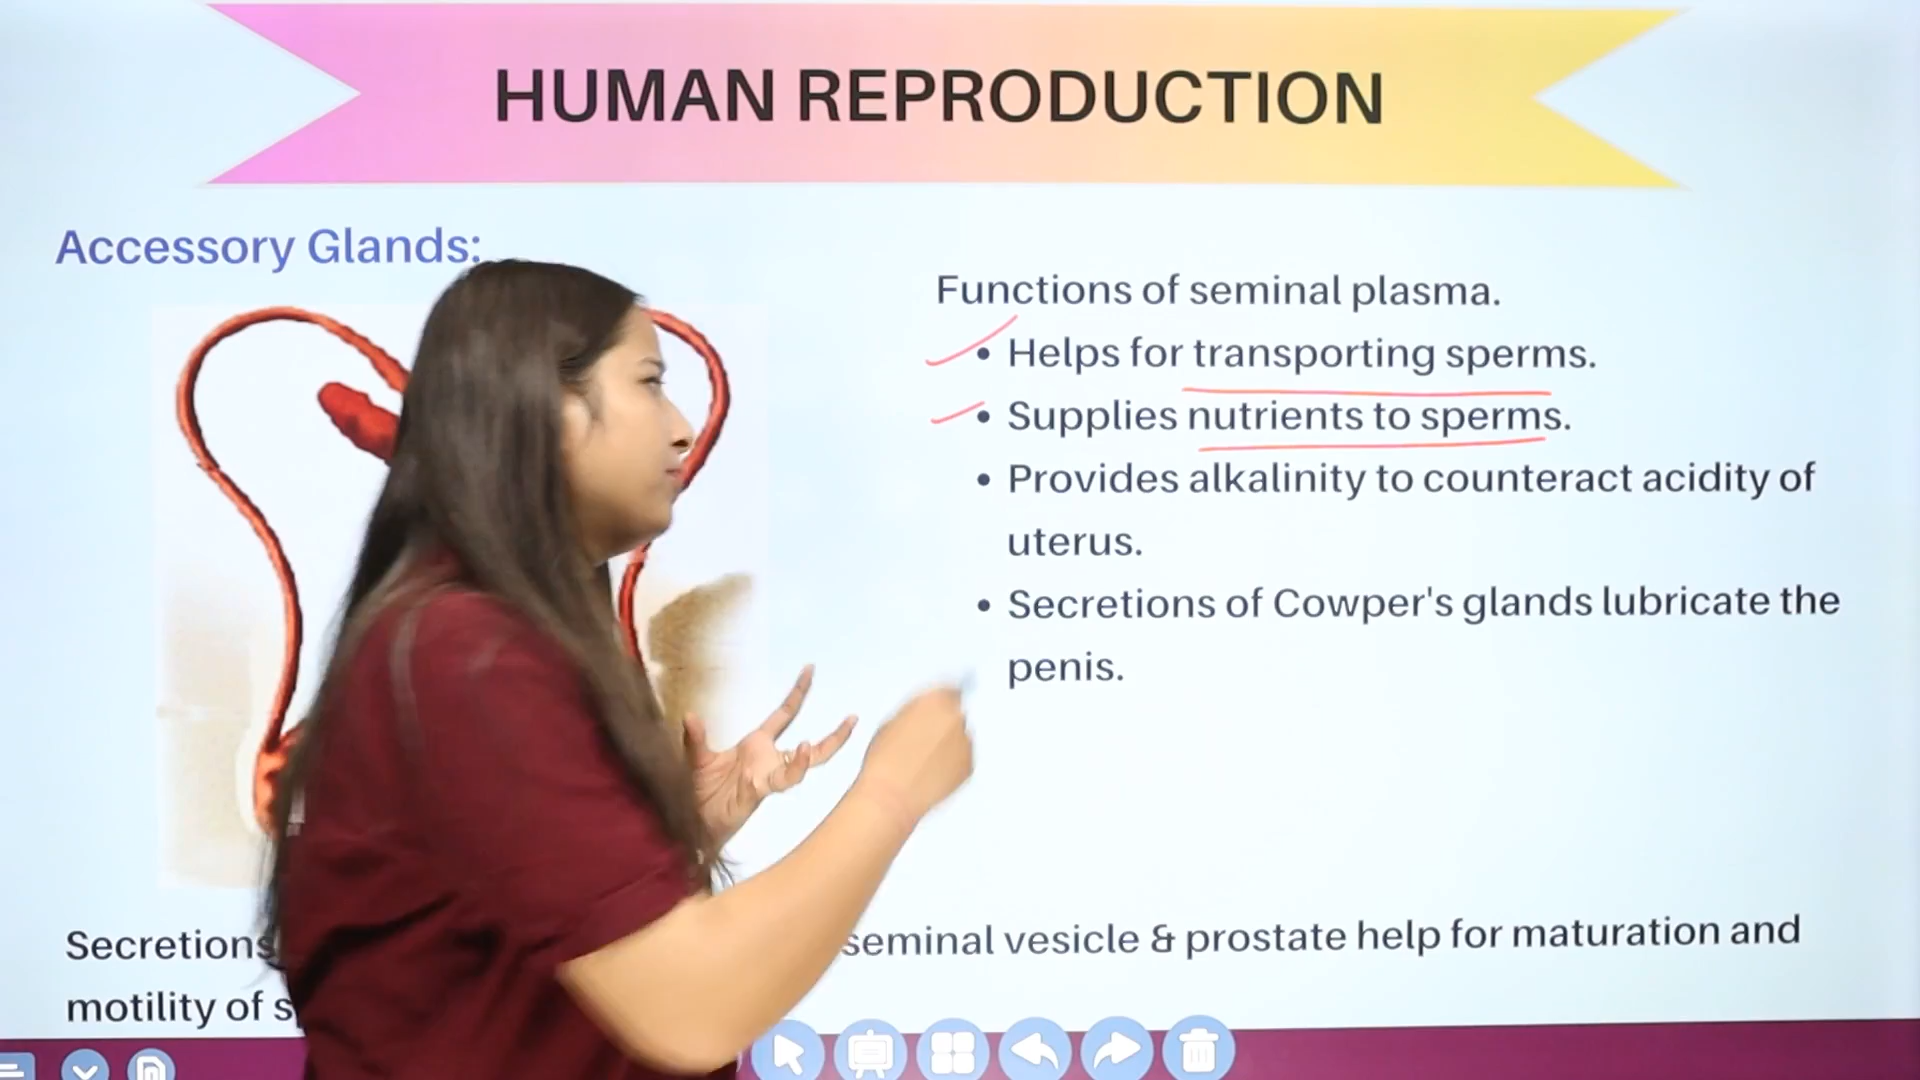 HUMAN REPRODUCTION
Accessory Glands:
Functions of seminal plasma.
• Helps for transporting sperms.
• Supplies nutrients to sperms.
• Provides alkalinity to counteract acidity of
uterus.
• Secretions of Cowper's glands lubricate the
penis.
Secretions seminal vesicle & prostate help for maturation and
motility of